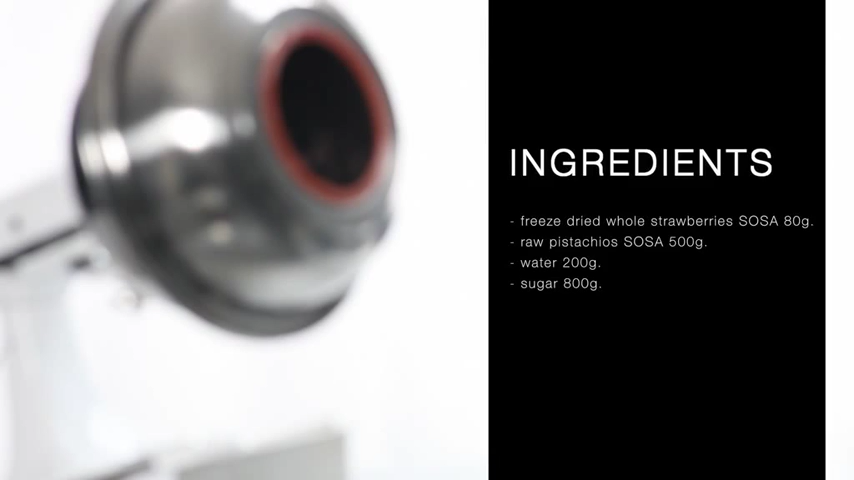 INGREDIENTS
- freeze dried whole strawberries SOSA 80g.
- raw pistachios SOSA 500g.
- water 200g.
- sugar 800g.